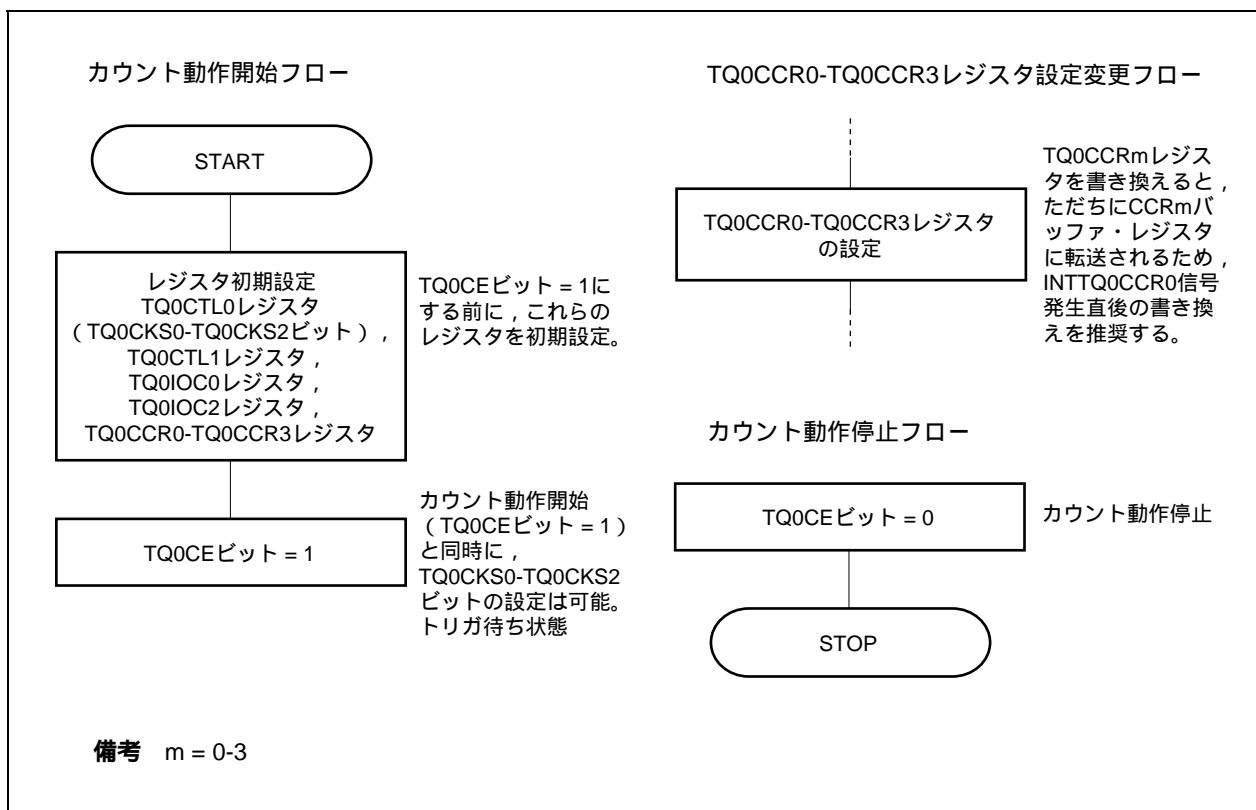 カウント動作開始フロー
START
レジスタ初期設定
TQ0CTL0レジスタ
（TQ0CKS0-TQ0CKS2ビット），
TQ0CTL1レジスタ，
TQ0IOC0レジスタ，
TQ0IOC2レジスタ，
TQ0CCR0-TQ0CCR3レジスタ
TQ0CEビット = 1に
する前に，これらの
レジスタを初期設定。
TQ0CEビット = 1
カウント動作開始
（TQ0CEビット = 1）
と同時に，
TQ0CKS0-TQ0CKS2
ビットの設定は可能。
トリガ待ち状態
TQ0CCR0-TQ0CCR3レジスタ設定変更フロー
TQ0CCR0-TQ0CCR3レジスタ
の設定
TQ0CCRmレジス
タを書き換えると，
ただちにCCRmバ
ッファ・レジスタ
に転送されるため，
INTTQ0CCR0信号
発生直後の書き換
えを推奨する。
カウント動作停止フロー
TQ0CEビット = 0
カウント動作停止
STOP
備考 m = 0-3